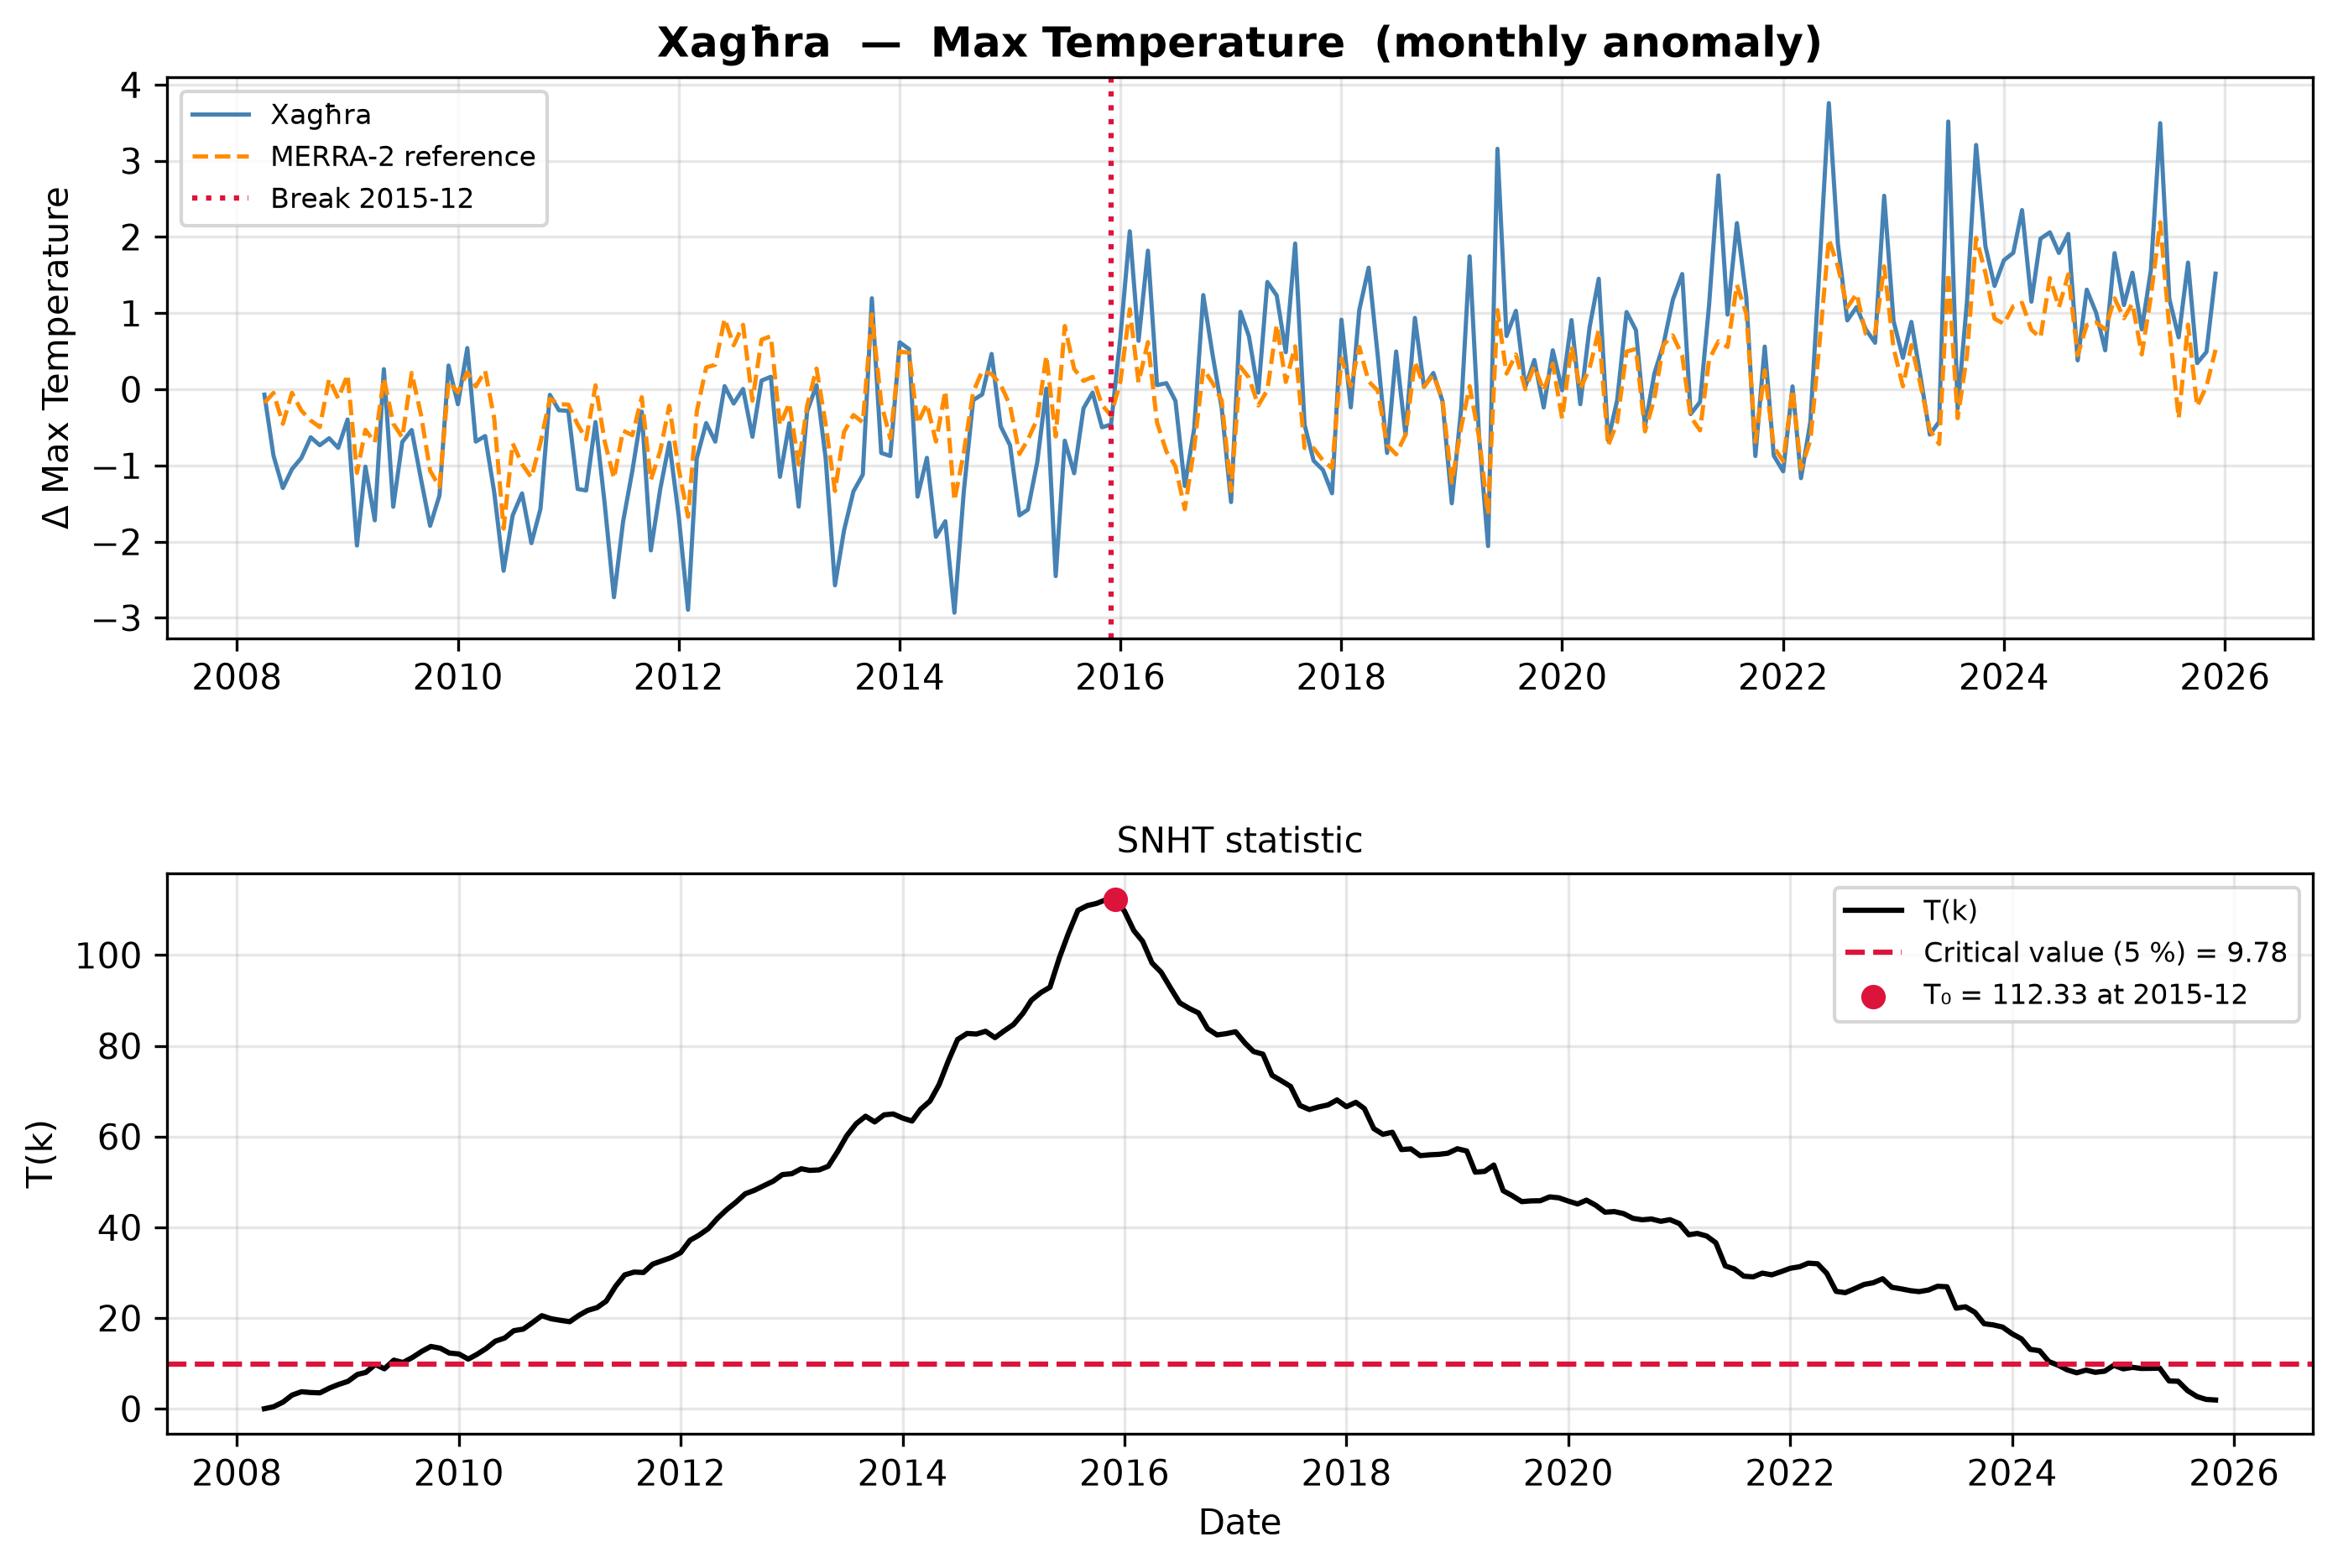 Xagħra — Max Temperature (monthly anomaly)
Δ Max Temperature
4
3
2
1
0
−1
−2
−3
Xagħra
MERRA-2 reference
Break 2015-12
2008 2010 2012 2014 2016 2018 2020 2022 2024 2026
SNHT statistic
T(k)
100
80
60
40
20
0
T(k)
Critical value (5 %) = 9.78
T₀ = 112.33 at 2015-12
2008 2010 2012 2014 2016 2018 2020 2022 2024 2026
Date